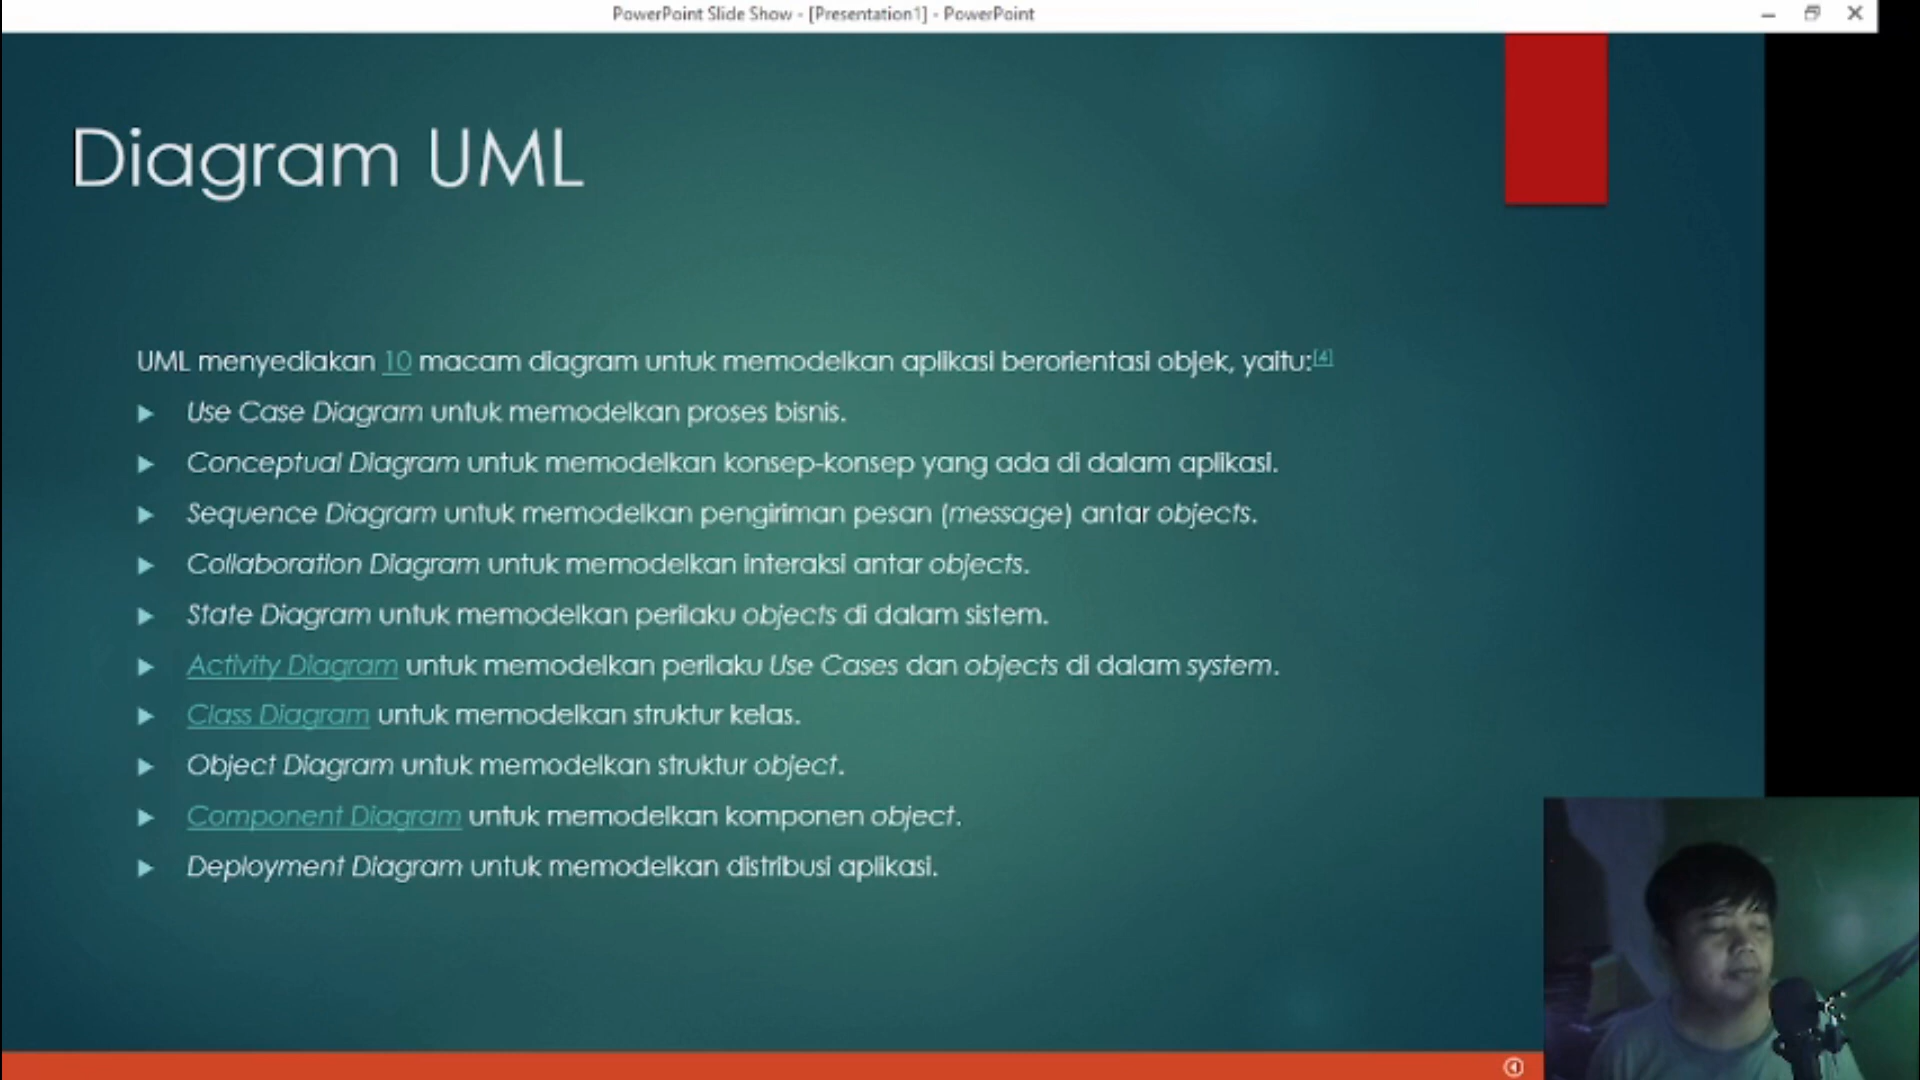 PowerPoint Slide Show - [Presentation1] - PowerPoint
Diagram UML
UML menyediakan 10 macam diagram untuk memodelkan aplikasi berorientasi objek, yaitu:[4]
Use Case Diagram untuk memodelkan proses bisnis.
Conceptual Diagram untuk memodelkan konsep-konsep yang ada di dalam aplikasi.
Sequence Diagram untuk memodelkan pengiriman pesan (message) antar objects.
Collaboration Diagram untuk memodelkan interaksi antar objects.
State Diagram untuk memodelkan perilaku objects di dalam sistem.
Activity Diagram untuk memodelkan perilaku Use Cases dan objects di dalam system.
Class Diagram untuk memodelkan struktur kelas.
Object Diagram untuk memodelkan struktur object.
Component Diagram untuk memodelkan komponen object.
Deployment Diagram untuk memodelkan distribusi aplikasi.